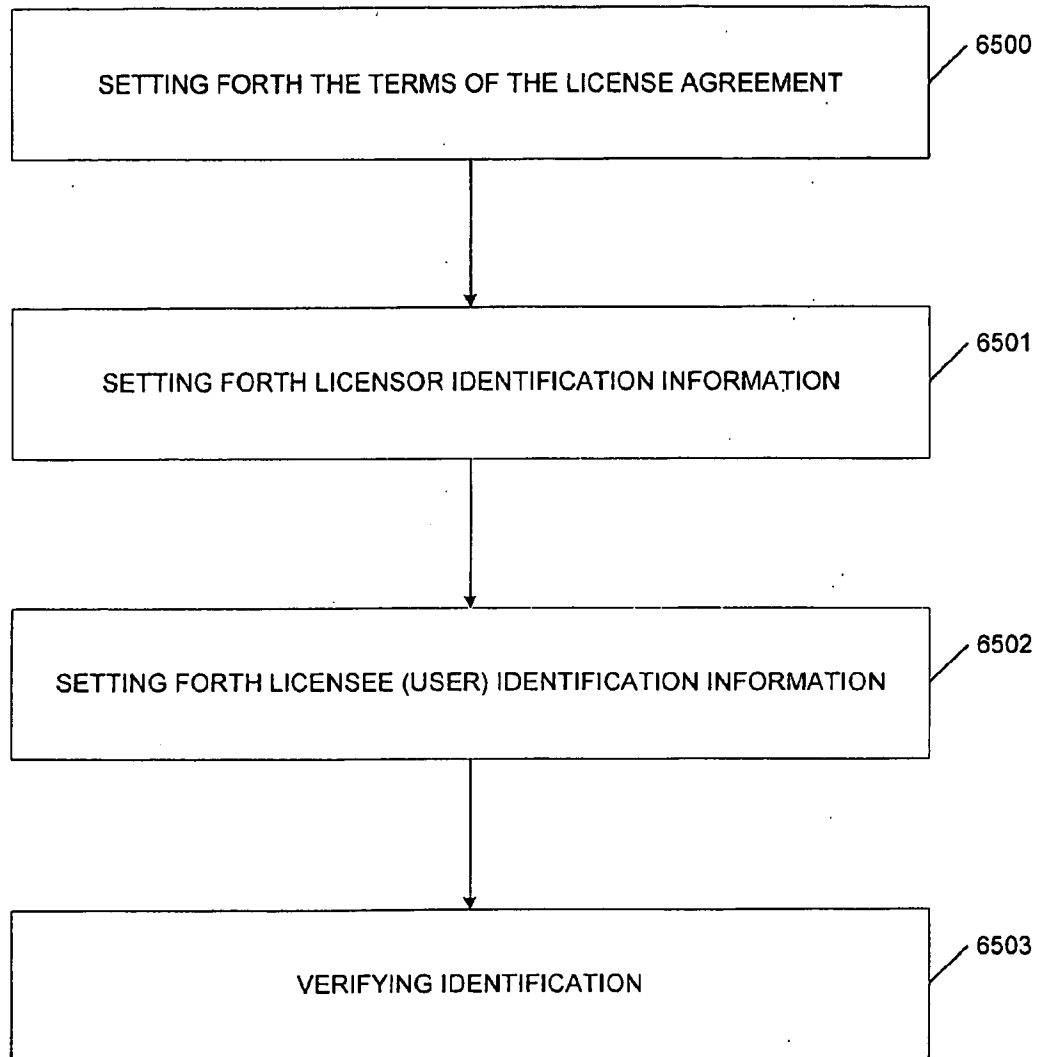 6500
SETTING FORTH THE TERMS OF THE LICENSE AGREEMENT
6501
SETTING FORTH LICENSOR IDENTIFICATION INFORMATION
6502
SETTING FORTH LICENSEE (USER) IDENTIFICATION INFORMATION
6503
VERIFYING IDENTIFICATION